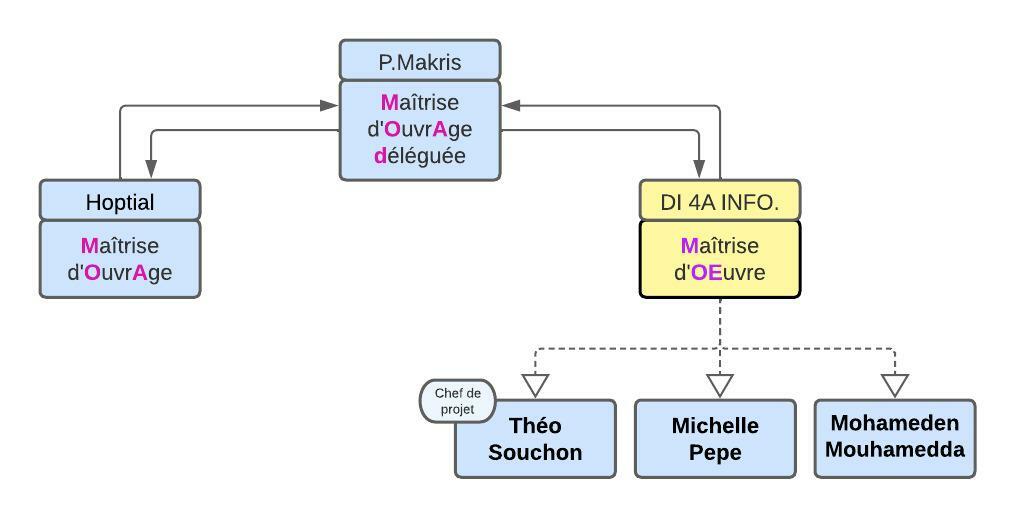 P.Makris
Maîtrise
d'OuvrAge
déléguée
Hoptial
Maîtrise
d'OuvrAge
DI 4A INFO.
Maîtrise
d'OEuvre
Chef de
projet
Théo
Souchon
Michelle
Pepe
Mohameden
Mouhamedda